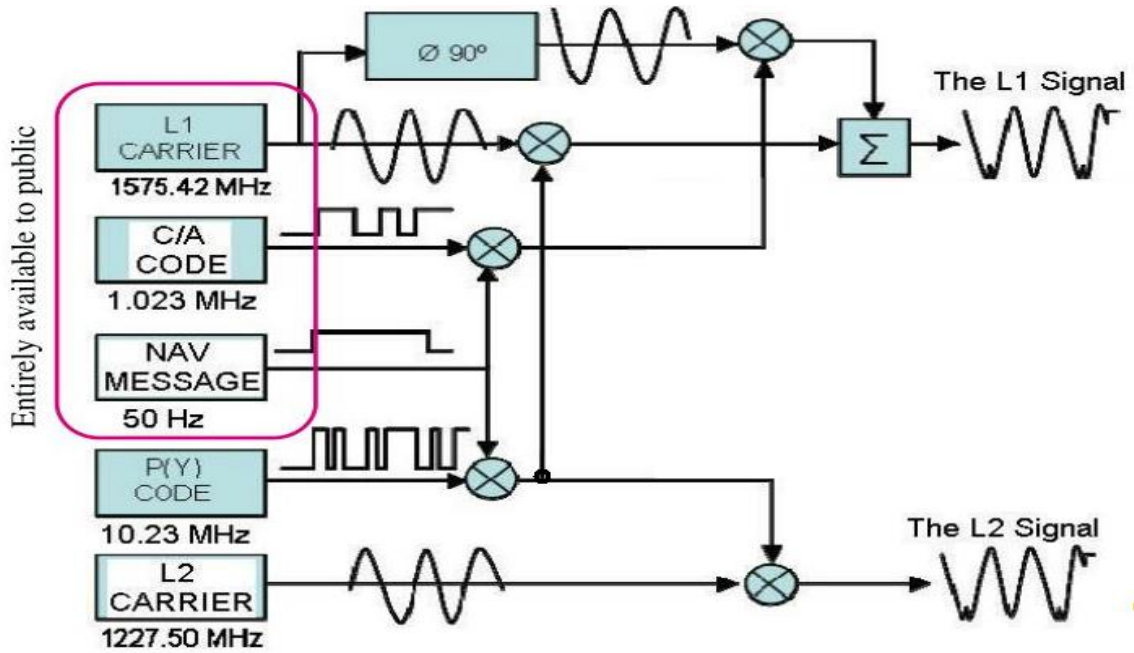 Entirely available to public
Ø 90º
The L1 Signal
L1
CARRIER
1575.42 MHz
Σ
C/A
CODE
1.023 MHz
NAV
MESSAGE
50 Hz
P(Y)
CODE
10.23 MHz
The L2 Signal
L2
CARRIER
1227.50 MHz